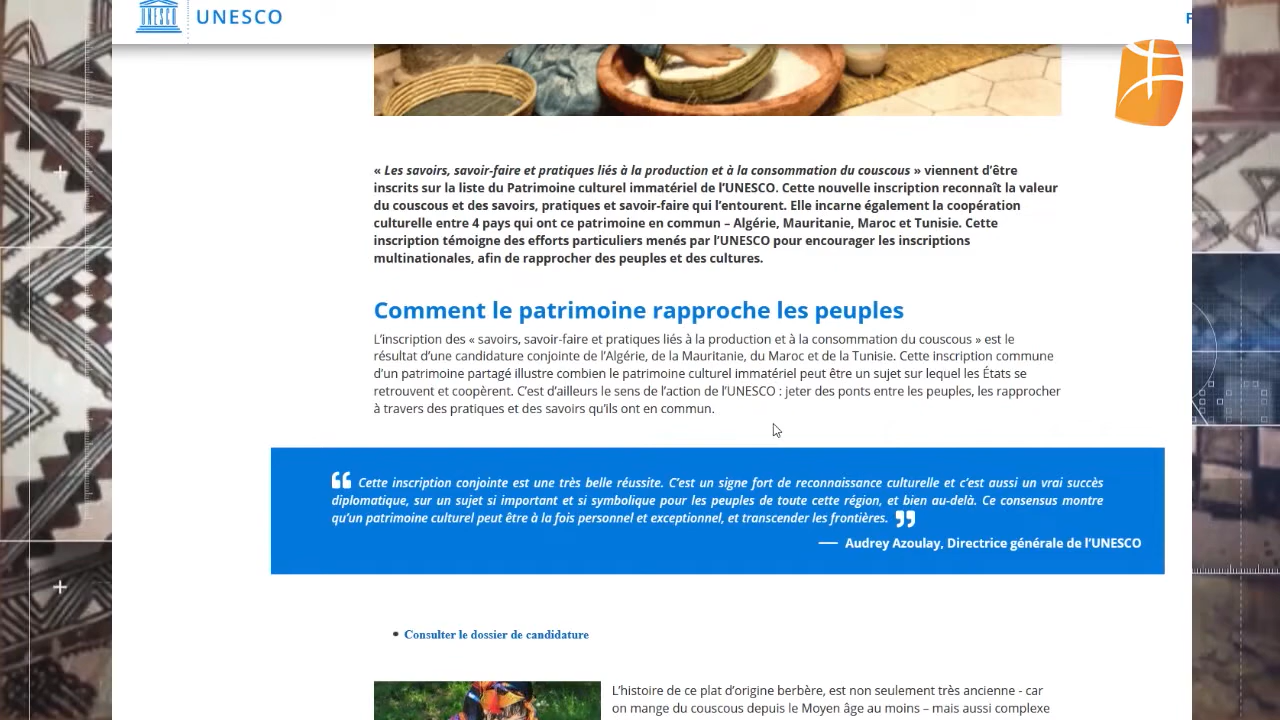 UNESCO
UNESCO
« Les savoirs, savoir-faire et pratiques liés à la production et à la consommation du couscous » viennent d’être
inscrits sur la liste du Patrimoine culturel immatériel de l’UNESCO. Cette nouvelle inscription reconnaît la valeur
du couscous et des savoirs, pratiques et savoir-faire qui l’entourent. Elle incarne également la coopération
culturelle entre 4 pays qui ont ce patrimoine en commun – Algérie, Mauritanie, Maroc et Tunisie. Cette
inscription témoigne des efforts particuliers menés par l’UNESCO pour encourager les inscriptions
multinationales, afin de rapprocher des peuples et des cultures.
Comment le patrimoine rapproche les peuples
L’inscription des « savoirs, savoir-faire et pratiques liés à la production et à la consommation du couscous » est le
résultat d’une candidature conjointe de l’Algérie, de la Mauritanie, du Maroc et de la Tunisie. Cette inscription commune
d’un patrimoine partagé illustre combien le patrimoine culturel immatériel peut être un sujet sur lequel les États se
retrouvent et coopèrent. C’est d’ailleurs le sens de l’action de l’UNESCO : jeter des ponts entre les peuples, les rapprocher
à travers des pratiques et des savoirs qu’ils ont en commun.
“ Cette inscription conjointe est une très belle réussite. C’est un signe fort de reconnaissance culturelle et c’est aussi un vrai succès
diplomatique, sur un sujet si important et si symbolique pour les peuples de toute cette région, et bien au-delà. Ce consensus montre
qu’un patrimoine culturel peut être à la fois personnel et exceptionnel, et transcender les frontières. ”
— Audrey Azoulay, Directrice générale de l’UNESCO
• Consulter le dossier de candidature
L’histoire de ce plat d’origine berbère, est non seulement très ancienne - car
on mange du couscous depuis le Moyen âge au moins – mais aussi complexe